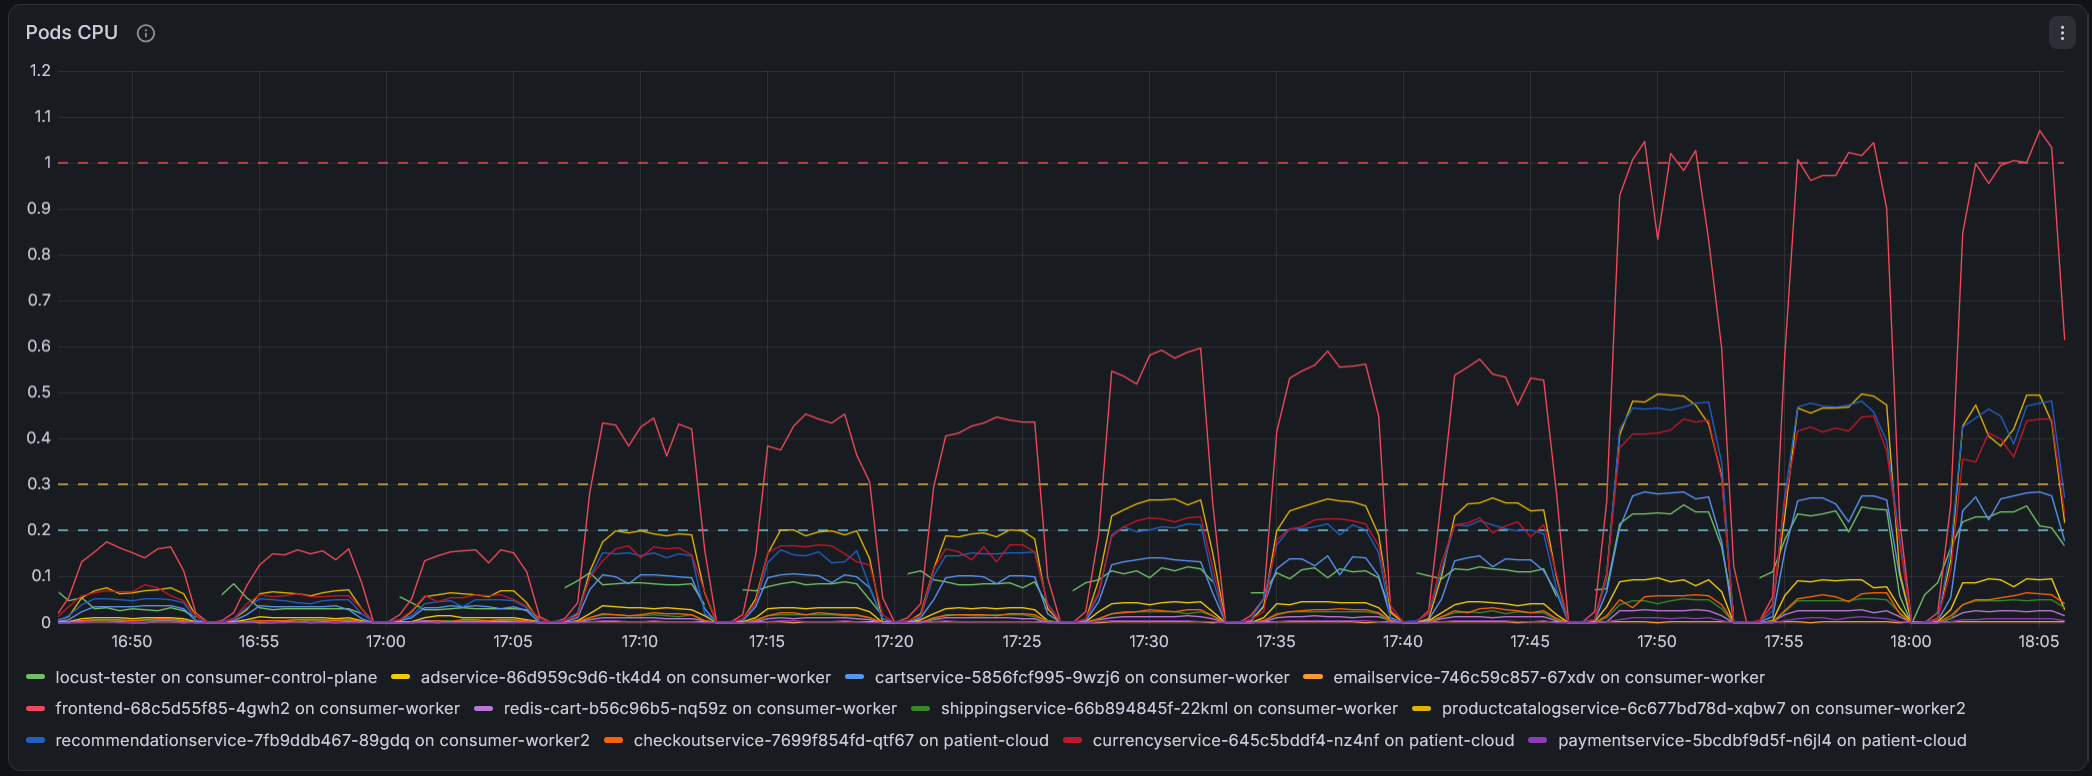 Pods CPU
1.2
1.1
1
0.9
0.8
0.7
0.6
0.5
0.4
0.3
0.2
0.1
0
16:50 16:55 17:00 17:05 17:10 17:15 17:20 17:25 17:30 17:35 17:40 17:45 17:50 17:55 18:00 18:05
locust-tester on consumer-control-plane adservice-86d959c9d6-tk4d4 on consumer-worker cartservice-5856fcf995-9wzj6 on consumer-worker emailservice-746c59c857-67xdv on consumer-worker
frontend-68c5d55f85-4gwh2 on consumer-worker redis-cart-b56c96b5-nq59z on consumer-worker shippingservice-66b894845f-22kml on consumer-worker productcatalogservice-6c677bd78d-xqbw7 on consumer-worker2
recommendationservice-7fb9ddb467-89gdq on consumer-worker2 checkoutservice-7699f854fd-qtf67 on patient-cloud currencyservice-645c5bddf4-nz4nf on patient-cloud paymentservice-5bcdbf9d5f-n6jl4 on patient-cloud